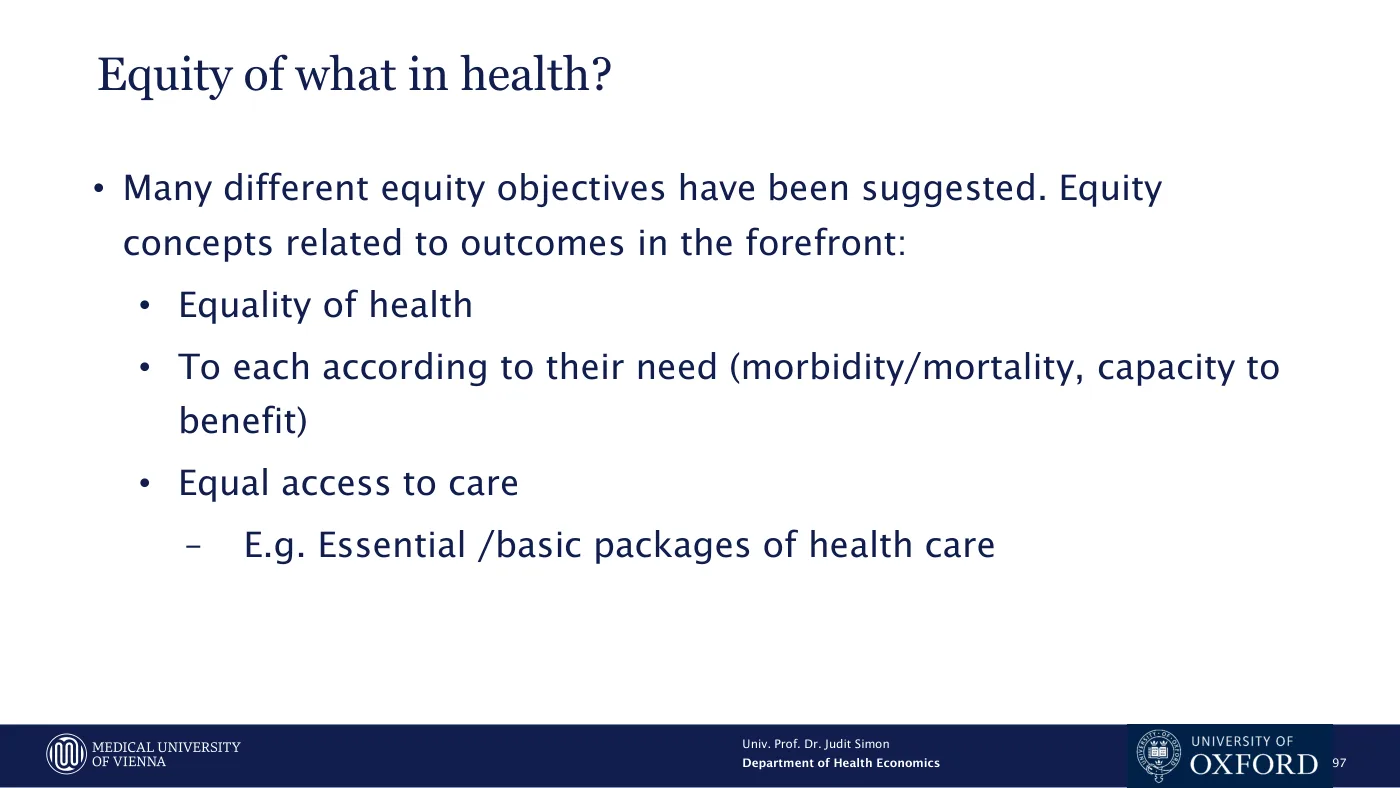 Equity of what in health?
• Many different equity objectives have been suggested. Equity
concepts related to outcomes in the forefront:
• Equality of health
• To each according to their need (morbidity/mortality, capacity to
benefit)
• Equal access to care
– E.g. Essential /basic packages of health care
MEDICAL UNIVERSITY
OF VIENNA
Univ. Prof. Dr. Judit Simon
Department of Health Economics
UNIVERSITY OF
OXFORD
97